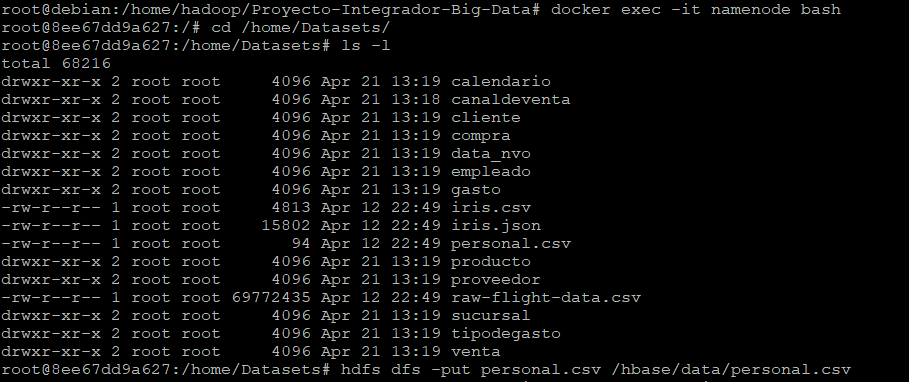 root@debian:/home/hadoop/Proyecto-Integrador-Big-Data# docker exec -it namenode bash
root@8ee67dd9a627:/# cd /home/Datasets/
root@8ee67dd9a627:/home/Datasets# ls -l
total 68216
drwxr-xr-x 2 root root     4096 Apr 21 13:19 calendario
drwxr-xr-x 2 root root     4096 Apr 21 13:18 canaldeventa
drwxr-xr-x 2 root root     4096 Apr 21 13:19 cliente
drwxr-xr-x 2 root root     4096 Apr 21 13:19 compra
drwxr-xr-x 2 root root     4096 Apr 21 13:19 data_nvo
drwxr-xr-x 2 root root     4096 Apr 21 13:19 empleado
drwxr-xr-x 2 root root     4096 Apr 21 13:19 gasto
-rw-r--r-- 1 root root     4813 Apr 12 22:49 iris.csv
-rw-r--r-- 1 root root    15802 Apr 12 22:49 iris.json
-rw-r--r-- 1 root root       94 Apr 12 22:49 personal.csv
drwxr-xr-x 2 root root     4096 Apr 21 13:19 producto
drwxr-xr-x 2 root root     4096 Apr 21 13:19 proveedor
-rw-r--r-- 1 root root 69772435 Apr 12 22:49 raw-flight-data.csv
drwxr-xr-x 2 root root     4096 Apr 21 13:19 sucursal
drwxr-xr-x 2 root root     4096 Apr 21 13:19 tipodegasto
drwxr-xr-x 2 root root     4096 Apr 21 13:19 venta
root@8ee67dd9a627:/home/Datasets# hdfs dfs -put personal.csv /hbase/data/personal.csv